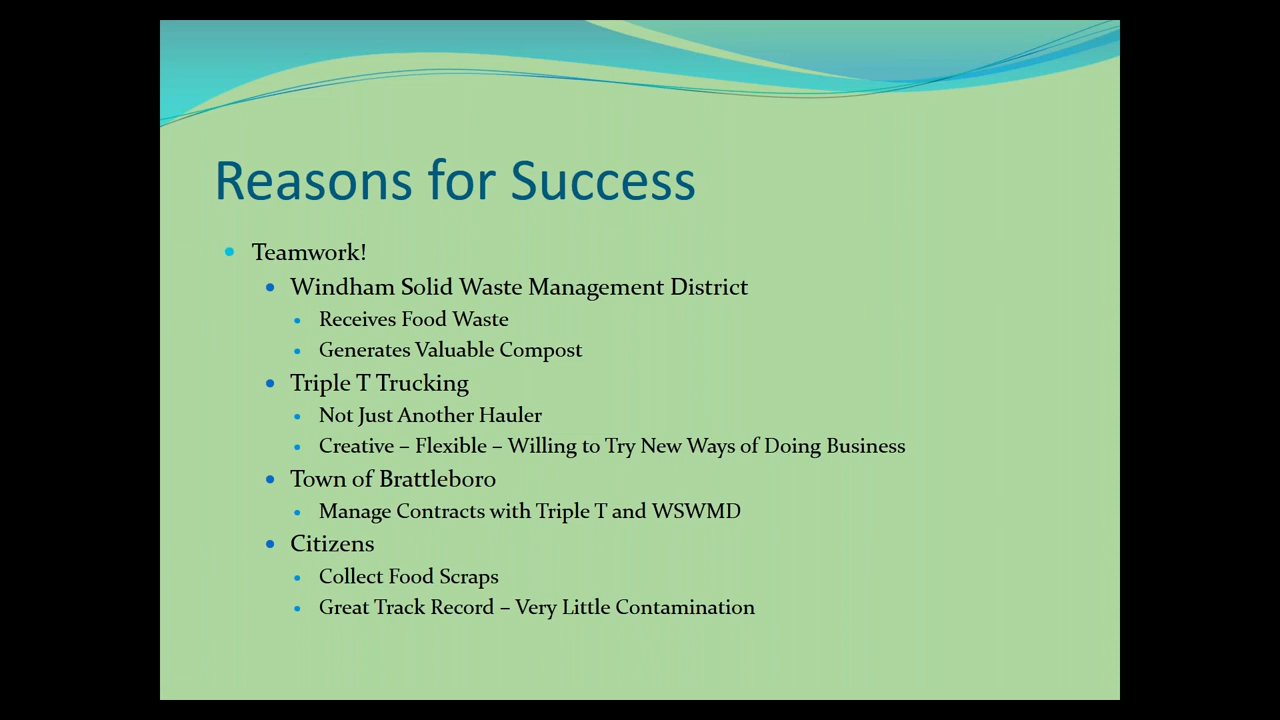 Reasons for Success
Teamwork!
Windham Solid Waste Management District
Receives Food Waste
Generates Valuable Compost
Triple T Trucking
Not Just Another Hauler
Creative – Flexible – Willing to Try New Ways of Doing Business
Town of Brattleboro
Manage Contracts with Triple T and WSWMD
Citizens
Collect Food Scraps
Great Track Record – Very Little Contamination